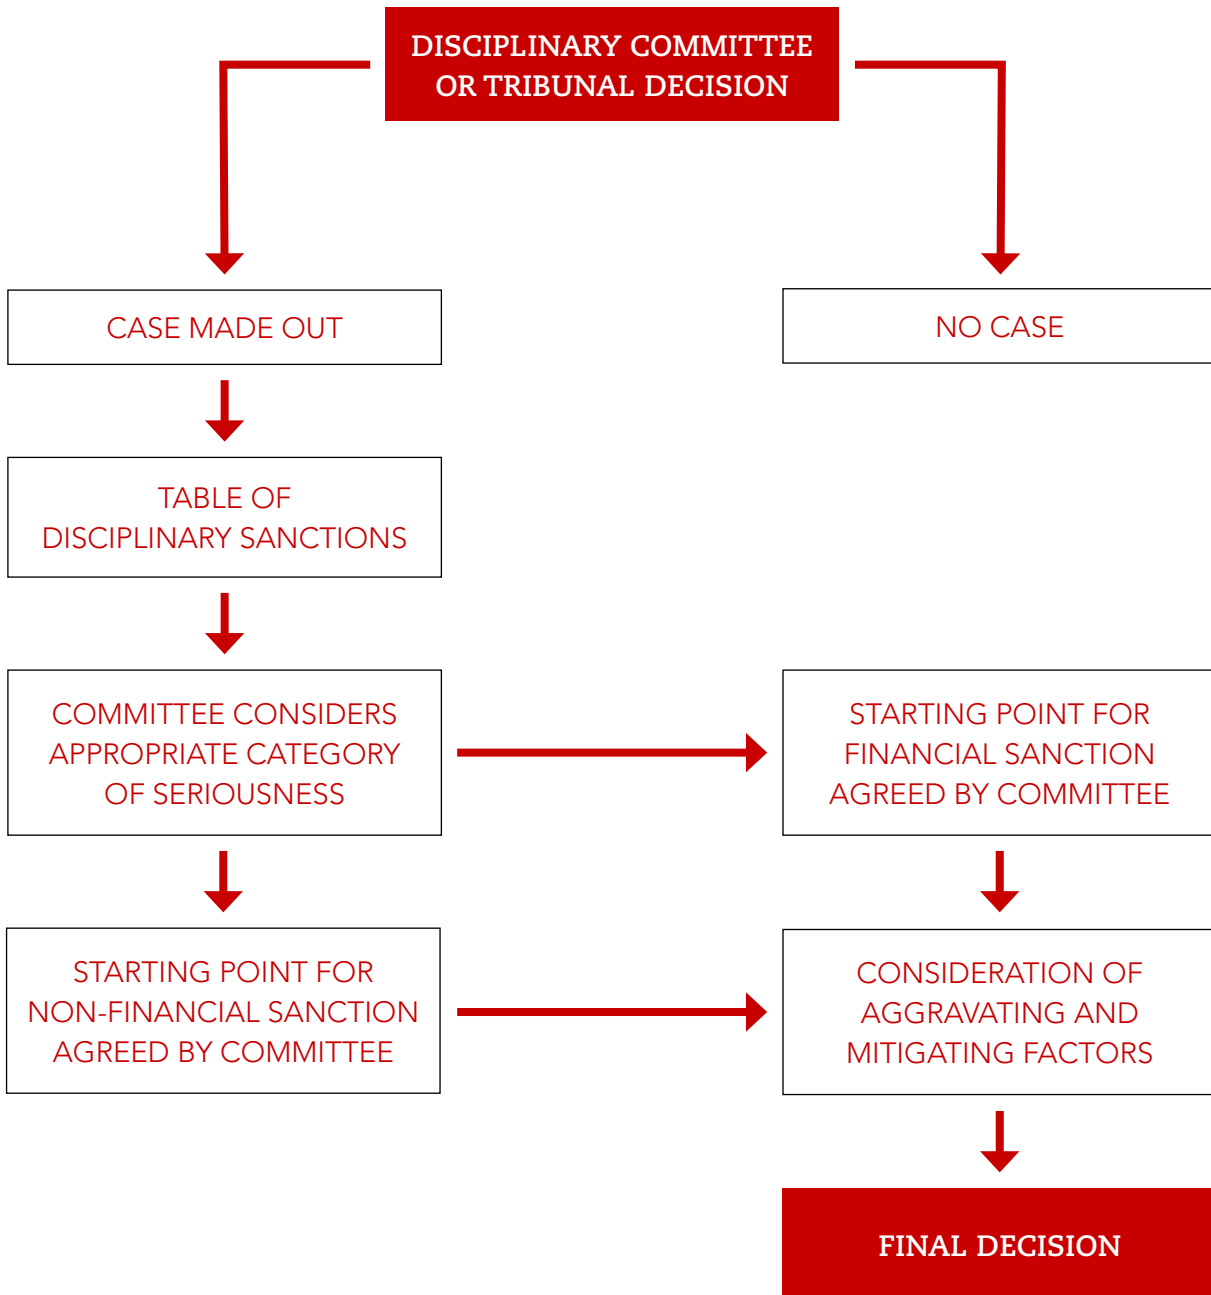 DISCIPLINARY COMMITTEE
OR TRIBUNAL DECISION
CASE MADE OUT
NO CASE
TABLE OF
DISCIPLINARY SANCTIONS
COMMITTEE CONSIDERS
APPROPRIATE CATEGORY
OF SERIOUSNESS
STARTING POINT FOR
FINANCIAL SANCTION
AGREED BY COMMITTEE
STARTING POINT FOR
NON-FINANCIAL SANCTION
AGREED BY COMMITTEE
CONSIDERATION OF
AGGRAVATING AND
MITIGATING FACTORS
FINAL DECISION